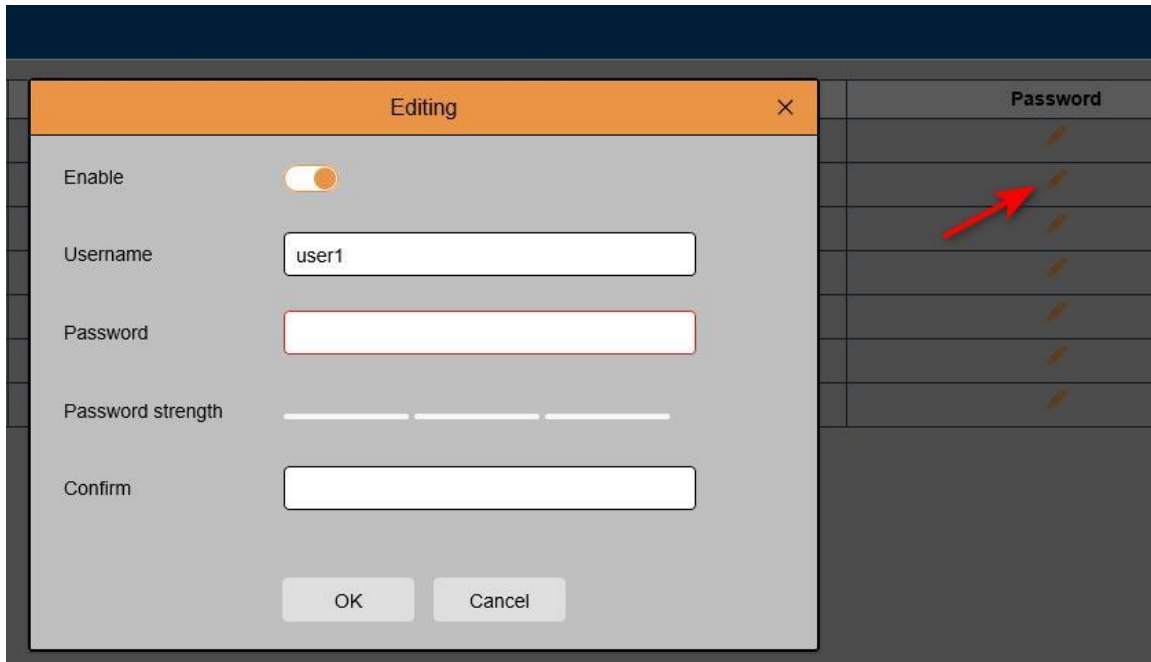 Editing
Password
Enable
Username
user1
Password
Password strength
Confirm
OK
Cancel